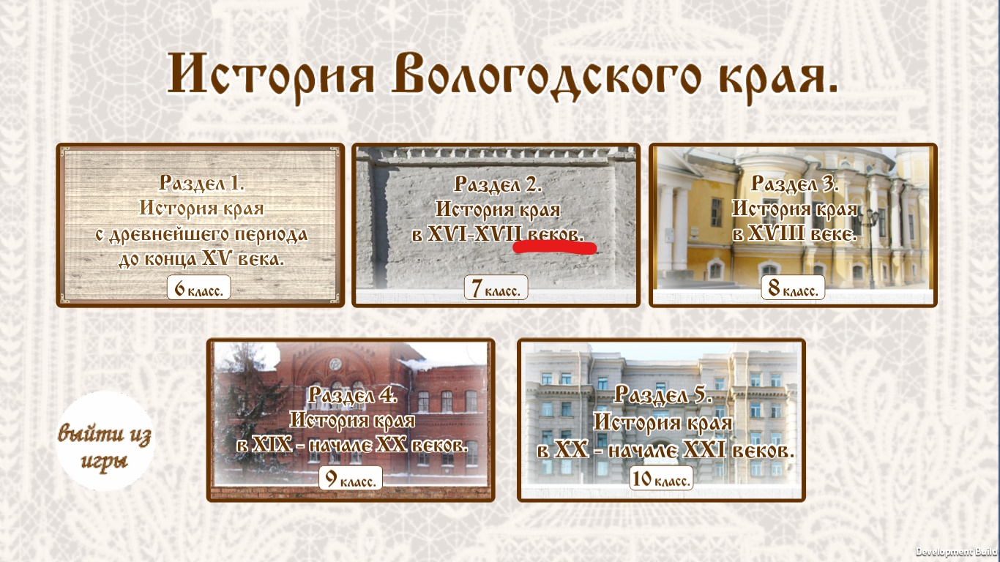 История Вологодского края.
Раздел 1.
История края
с древнейшего периода
до конца XV века.
6 класс.
Раздел 2.
История края
в XVI-XVII веков.
7 класс.
Раздел 3.
История края
в XVIII веке.
8 класс.
Раздел 4.
История края
в XIX - начале XX веков.
9 класс.
Раздел 5.
История края
в XX - начале XXI веков.
10 класс.
выйти из
игры
Development Build